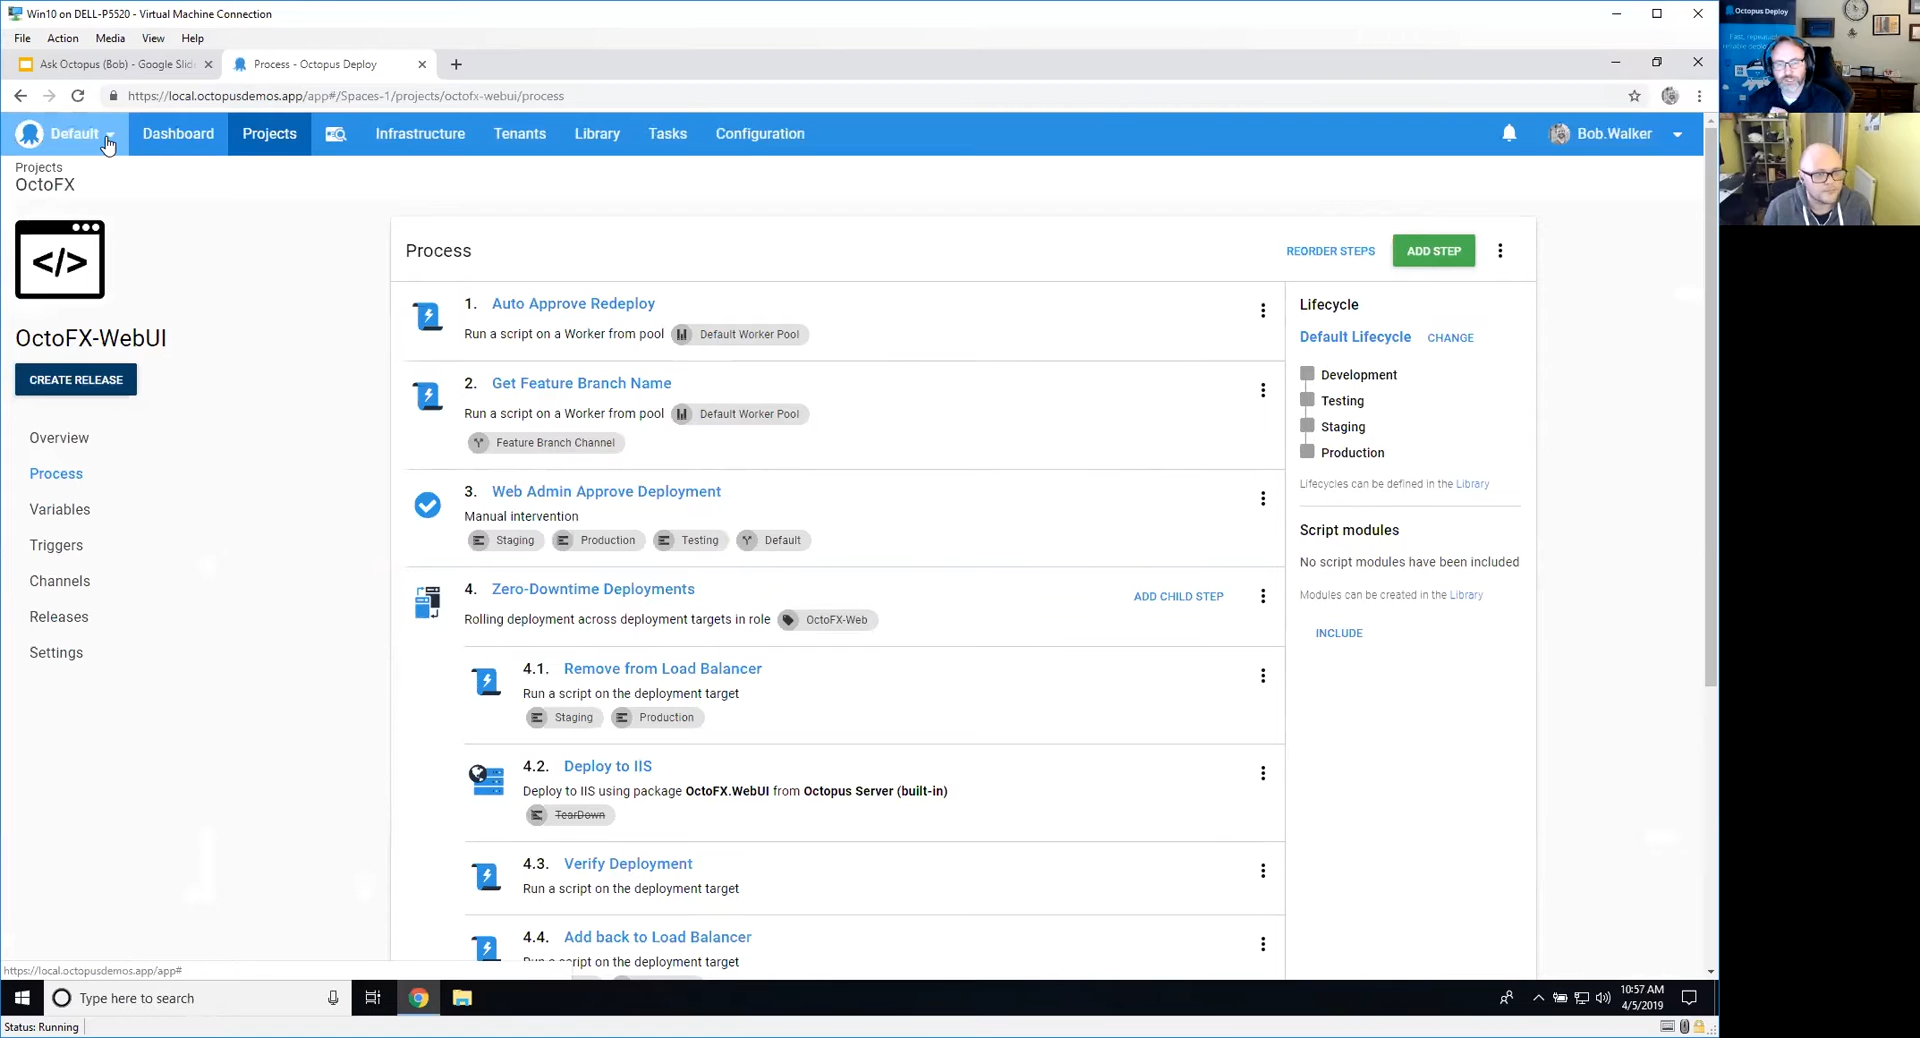 Win10 on DELL-P5520 - Virtual Machine Connection
File Action Media View Help
Ask Octopus (Bob) - Google Slid
Process - Octopus Deploy
https://local.octopusdemos.app/app#/Spaces-1/projects/octofx-webui/process
Default Dashboard Projects Infrastructure Tenants Library Tasks Configuration Bob.Walker
Projects
OctoFX
</>
OctoFX-WebUI
CREATE RELEASE
Overview
Process
Variables
Triggers
Channels
Releases
Settings
Process
REORDER STEPS
ADD STEP
1. Auto Approve Redeploy
Run a script on a Worker from pool Default Worker Pool
2. Get Feature Branch Name
Run a script on a Worker from pool Default Worker Pool
Feature Branch Channel
3. Web Admin Approve Deployment
Manual intervention
Staging Production Testing Default
4. Zero-Downtime Deployments
ADD CHILD STEP
Rolling deployment across deployment targets in role OctoFX-Web
4.1. Remove from Load Balancer
Run a script on the deployment target
Staging Production
4.2. Deploy to IIS
Deploy to IIS using package OctoFX.WebUI from Octopus Server (built-in)
TearDown
4.3. Verify Deployment
Run a script on the deployment target
4.4. Add back to Load Balancer
Run a script on the deployment target
Lifecycle
Default Lifecycle CHANGE
Development
Testing
Staging
Production
Lifecycles can be defined in the Library
Script modules
No script modules have been included
Modules can be created in the Library
INCLUDE
https://local.octopusdemos.app/app#
Type here to search
10:57 AM
4/5/2019
Status: Running
Octopus Deploy